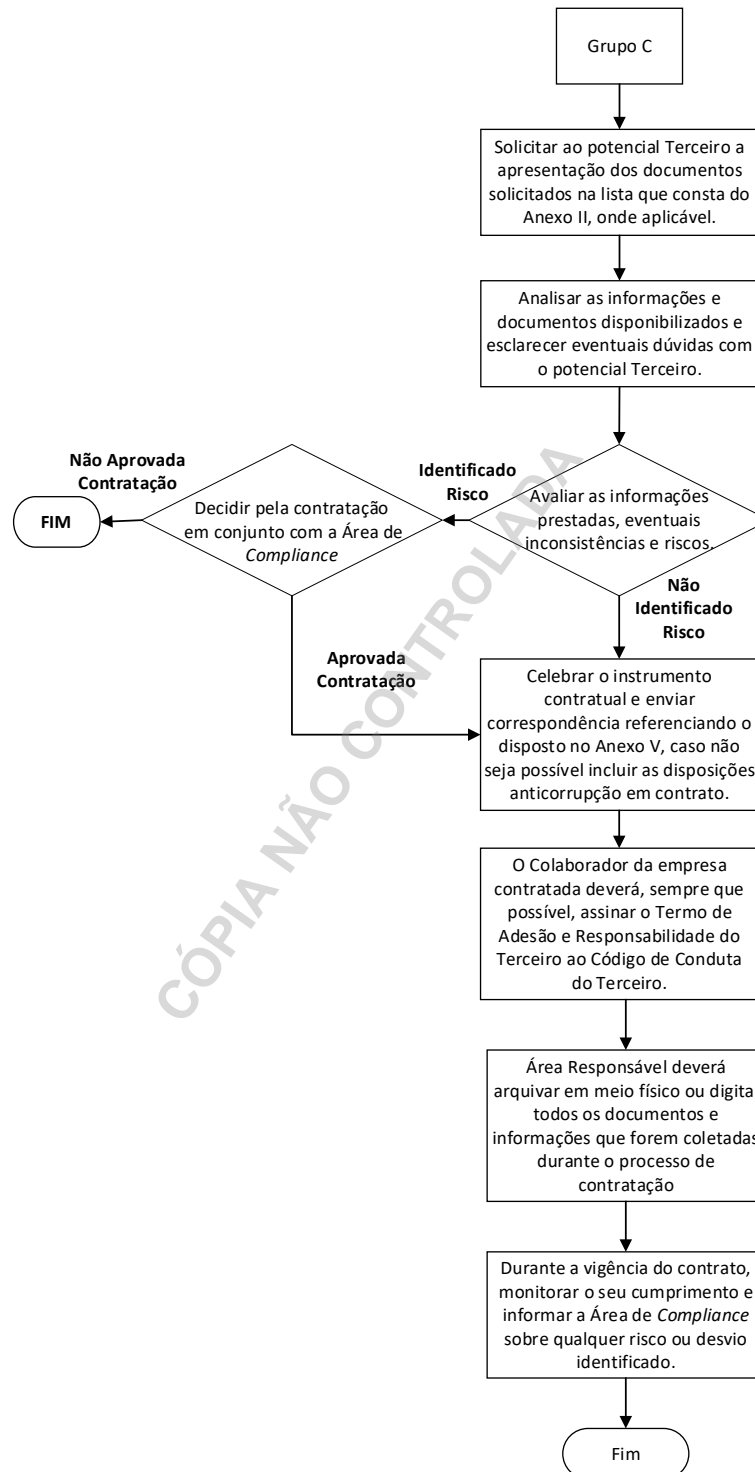 Grupo C
Solicitar ao potencial Terceiro a
apresentação dos documentos
solicitados na lista que consta do
Anexo II, onde aplicável.
Analisar as informações e
documentos disponibilizados e
esclarecer eventuais dúvidas com
o potencial Terceiro.
Não Aprovada
Contratação
Identificado
Risco
FIM
Decidir pela contratação
em conjunto com a Área de
Compliance
Avaliar as informações
prestadas, eventuais
inconsistências e riscos.
Não
Identificado
Risco
Aprovada
Contratação
Celebrar o instrumento
contratual e enviar
correspondência referenciando o
disposto no Anexo V, caso não
seja possível incluir as disposições
anticorrupção em contrato.
O Colaborador da empresa
contratada deverá, sempre que
possível, assinar o Termo de
Adesão e Responsabilidade do
Terceiro ao Código de Conduta
do Terceiro.
Área Responsável deverá
arquivar em meio físico ou digita
todos os documentos e
informações que forem coletadas
durante o processo de
contratação
Durante a vigência do contrato,
monitorar o seu cumprimento e
informar a Área de Compliance
sobre qualquer risco ou desvio
identificado.
Fim
CÓPIA NÃO CONTROLADA